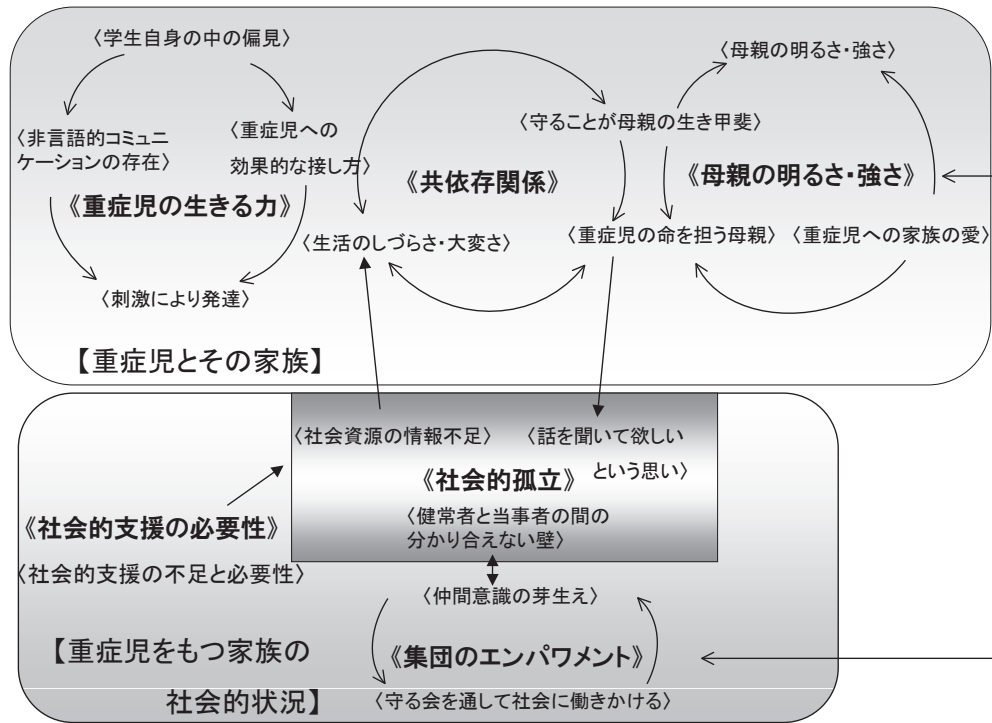 〈学生自身の中の偏見〉
〈非言語的コミュニ
ケーションの存在〉
〈重症児への
効果的な接し方〉
《重症児の生きる力》
〈刺激により発達〉
〈守ることが母親の生き甲斐〉
《共依存関係》
〈生活のしづらさ・大変さ〉
〈重症児の命を担う母親〉
〈母親の明るさ・強さ〉
《母親の明るさ・強さ》
〈重症児への家族の愛〉
【重症児とその家族】
〈社会資源の情報不足〉
〈話を聞いて欲しい
という思い〉
《社会的孤立》
〈健常者と当事者の間の
分かり合えない壁〉
《社会的支援の必要性》
〈社会的支援の不足と必要性〉
〈仲間意識の芽生え〉
《集団のエンパワメント》
〈守る会を通して社会に働きかける〉
【重症児をもつ家族の
社会的状況】